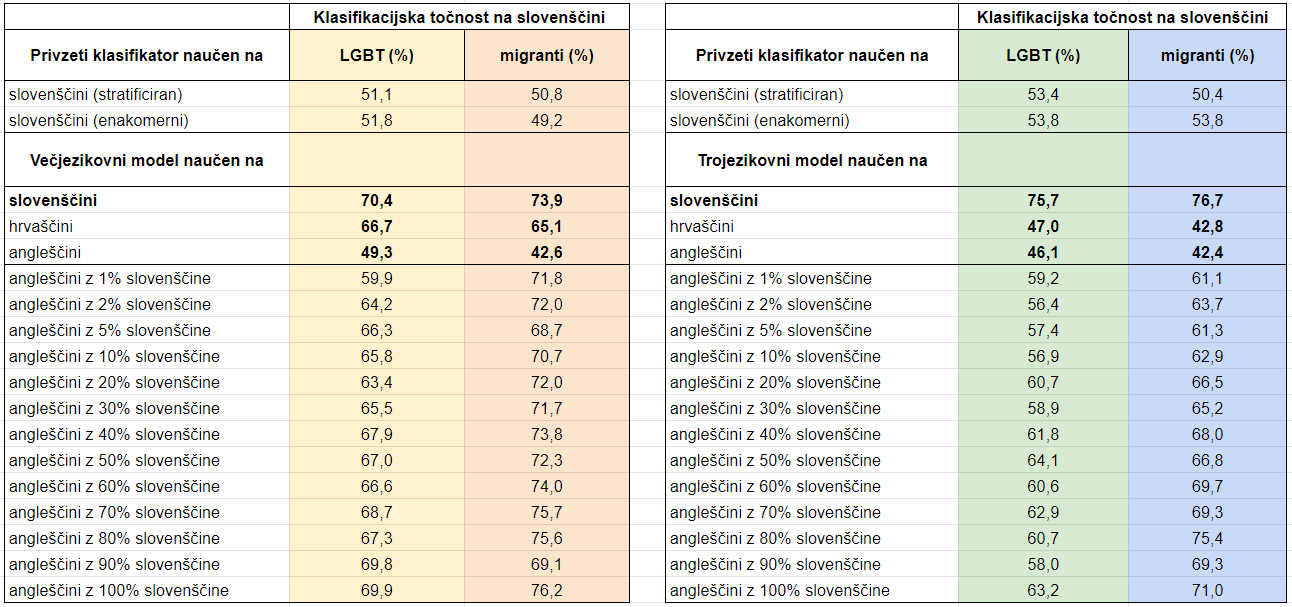 Klasifikacijska točnost na slovenščini
Privzeti klasifikator naučen na LGBT (%) migranti (%)
slovenščini (stratificiran) 51,1 50,8
slovenščini (enakomerni) 51,8 49,2
Večjezikovni model naučen na
slovenščini 70,4 73,9
hrvaščini 66,7 65,1
angleščini 49,3 42,6
angleščini z 1% slovenščine 59,9 71,8
angleščini z 2% slovenščine 64,2 72,0
angleščini z 5% slovenščine 66,3 68,7
angleščini z 10% slovenščine 65,8 70,7
angleščini z 20% slovenščine 63,4 72,0
angleščini z 30% slovenščine 65,5 71,7
angleščini z 40% slovenščine 67,9 73,8
angleščini z 50% slovenščine 67,0 72,3
angleščini z 60% slovenščine 66,6 74,0
angleščini z 70% slovenščine 68,7 75,7
angleščini z 80% slovenščine 67,3 75,6
angleščini z 90% slovenščine 69,8 69,1
angleščini z 100% slovenščine 69,9 76,2
Klasifikacijska točnost na slovenščini
Privzeti klasifikator naučen na LGBT (%) migranti (%)
slovenščini (stratificiran) 53,4 50,4
slovenščini (enakomerni) 53,8 53,8
Trojezikovni model naučen na
slovenščini 75,7 76,7
hrvaščini 47,0 42,8
angleščini 46,1 42,4
angleščini z 1% slovenščine 59,2 61,1
angleščini z 2% slovenščine 56,4 63,7
angleščini z 5% slovenščine 57,4 61,3
angleščini z 10% slovenščine 56,9 62,9
angleščini z 20% slovenščine 60,7 66,5
angleščini z 30% slovenščine 58,9 65,2
angleščini z 40% slovenščine 61,8 68,0
angleščini z 50% slovenščine 64,1 66,8
angleščini z 60% slovenščine 60,6 69,7
angleščini z 70% slovenščine 62,9 69,3
angleščini z 80% slovenščine 60,7 75,4
angleščini z 90% slovenščine 58,0 69,3
angleščini z 100% slovenščine 63,2 71,0